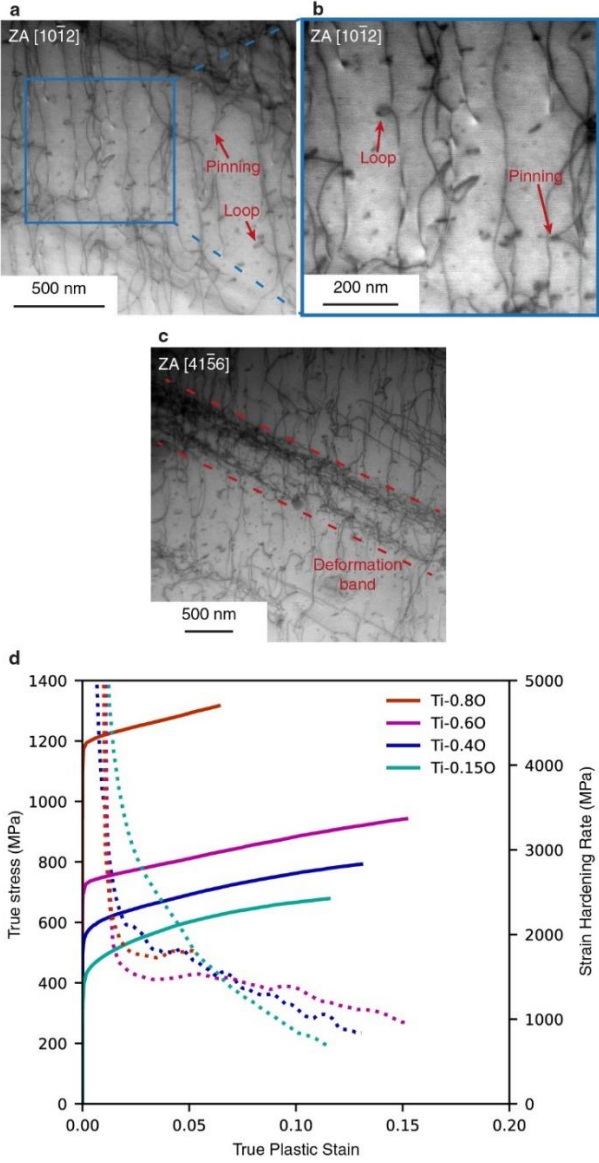 a
ZA [101̄2]
Pinning
Loop
500 nm
b
ZA [101̄2]
Loop
Pinning
200 nm
c
ZA [415̄6]
Deformation
band
500 nm
d
1400
1200
1000
800
600
400
200
0
True stress (MPa)
0.00
0.05
0.10
0.15
0.20
True Plastic Stain
5000
4000
3000
2000
1000
0
Strain Hardening Rate (MPa)
Ti-0.8O
Ti-0.6O
Ti-0.4O
Ti-0.15O